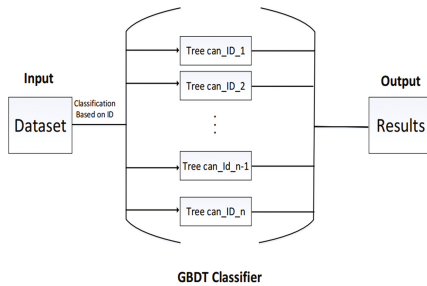 Tree can_ID_1
Input
Output
Tree can_ID_2
Classification
Based on ID
Dataset
Results
Tree can_Id_n-1
Tree can_ID_n
GBDT Classifier